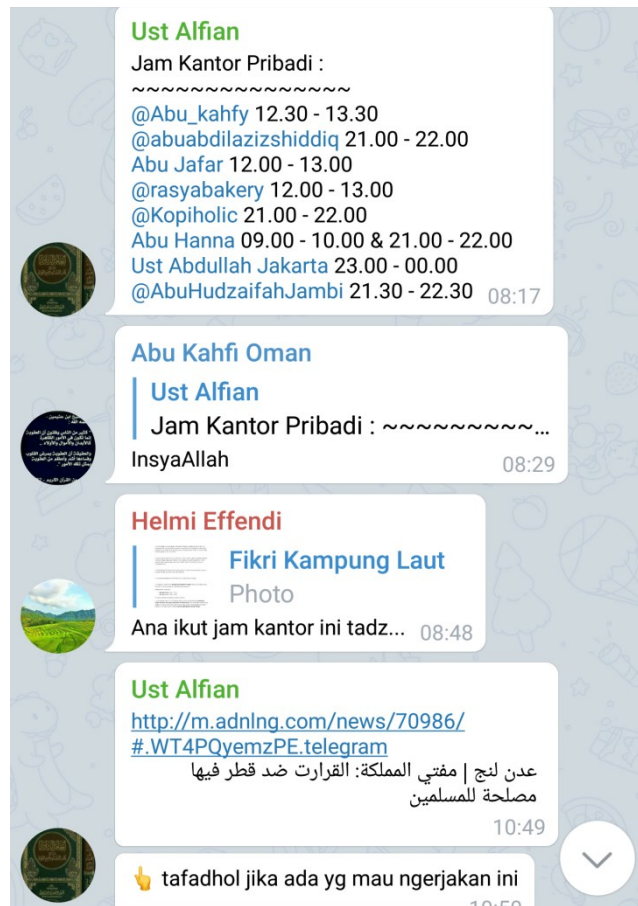 Ust Alfian
Jam Kantor Pribadi :
~~~~~~~~~~~~~~~
@Abu_kahfy 12.30 - 13.30
@abuabdilazizshiddiq 21.00 - 22.00
Abu Jafar 12.00 - 13.00
@rasyabakery 12.00 - 13.00
@Kopiholic 21.00 - 22.00
Abu Hanna 09.00 - 10.00 & 21.00 - 22.00
Ust Abdullah Jakarta 23.00 - 00.00
@AbuHudzaifahJambi 21.30 - 22.30 08:17
Abu Kahfi Oman
Ust Alfian
Jam Kantor Pribadi : ~~~~~~~~~...
InsyaAllah 08:29
Helmi Effendi
Fikri Kampung Laut
Photo
Ana ikut jam kantor ini tadz... 08:48
Ust Alfian
http://m.adnlng.com/news/70986/
#.WT4PQyemzPE.telegram
عدن لنج | مفتي المملكة: القرارت ضد قطر فيها
مصلحة للمسلمين
10:49
👆 tafadhol jika ada yg mau ngerjakan ini